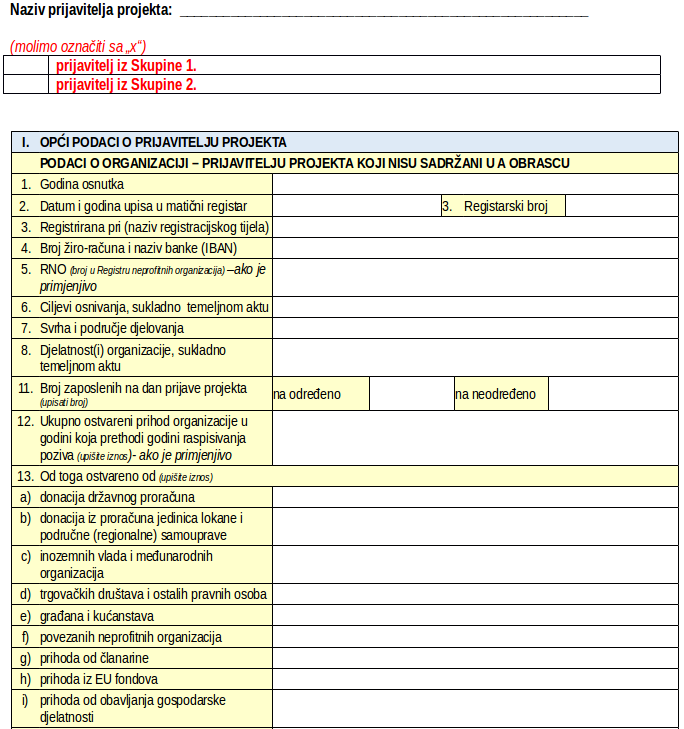 Naziv prijavitelja projekta: ________________________________________________
(molimo označiti sa „x“)
prijavitelj iz Skupine 1.
prijavitelj iz Skupine 2.
I. OPĆI PODACI O PRIJAVITELJU PROJEKTA
PODACI O ORGANIZACIJI – PRIJAVITELJU PROJEKTA KOJI NISU SADRŽANI U A OBRASCU
1. Godina osnutka
2. Datum i godina upisa u matični registar 3. Registarski broj
3. Registrirana pri (naziv registracijskog tijela)
4. Broj žiro-računa i naziv banke (IBAN)
5. RNO (broj u Registru neprofitnih organizacija) –ako je
primjenjivo
6. Ciljevi osnivanja, sukladno temeljnom aktu
7. Svrha i područje djelovanja
8. Djelatnost(i) organizacije, sukladno
temeljnom aktu
11. Broj zaposlenih na dan prijave projekta na određeno na neodređeno
(upisati broj)
12. Ukupno ostvareni prihod organizacije u
godini koja prethodi godini raspisivanja
poziva (upišite iznos)- ako je primjenjivo
13. Od toga ostvareno od (upišite iznos)
a) donacija državnog proračuna
b) donacija iz proračuna jedinica lokane i
područne (regionalne) samouprave
c) inozemnih vlada i međunarodnih
organizacija
d) trgovačkih društava i ostalih pravnih osoba
e) građana i kućanstava
f) povezanih neprofitnih organizacija
g) prihoda od članarine
h) prihoda iz EU fondova
i) prihoda od obavljanja gospodarske
djelatnosti